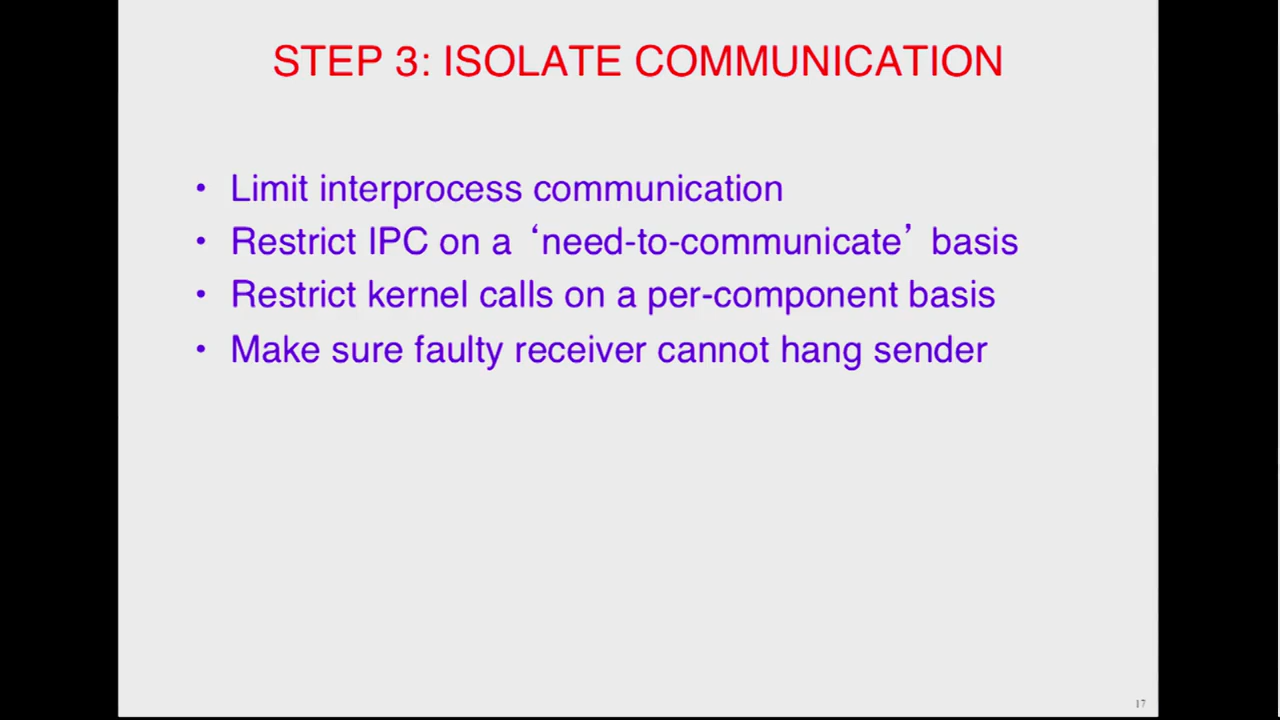 STEP 3: ISOLATE COMMUNICATION
• Limit interprocess communication
• Restrict IPC on a ‘need-to-communicate’ basis
• Restrict kernel calls on a per-component basis
• Make sure faulty receiver cannot hang sender
17